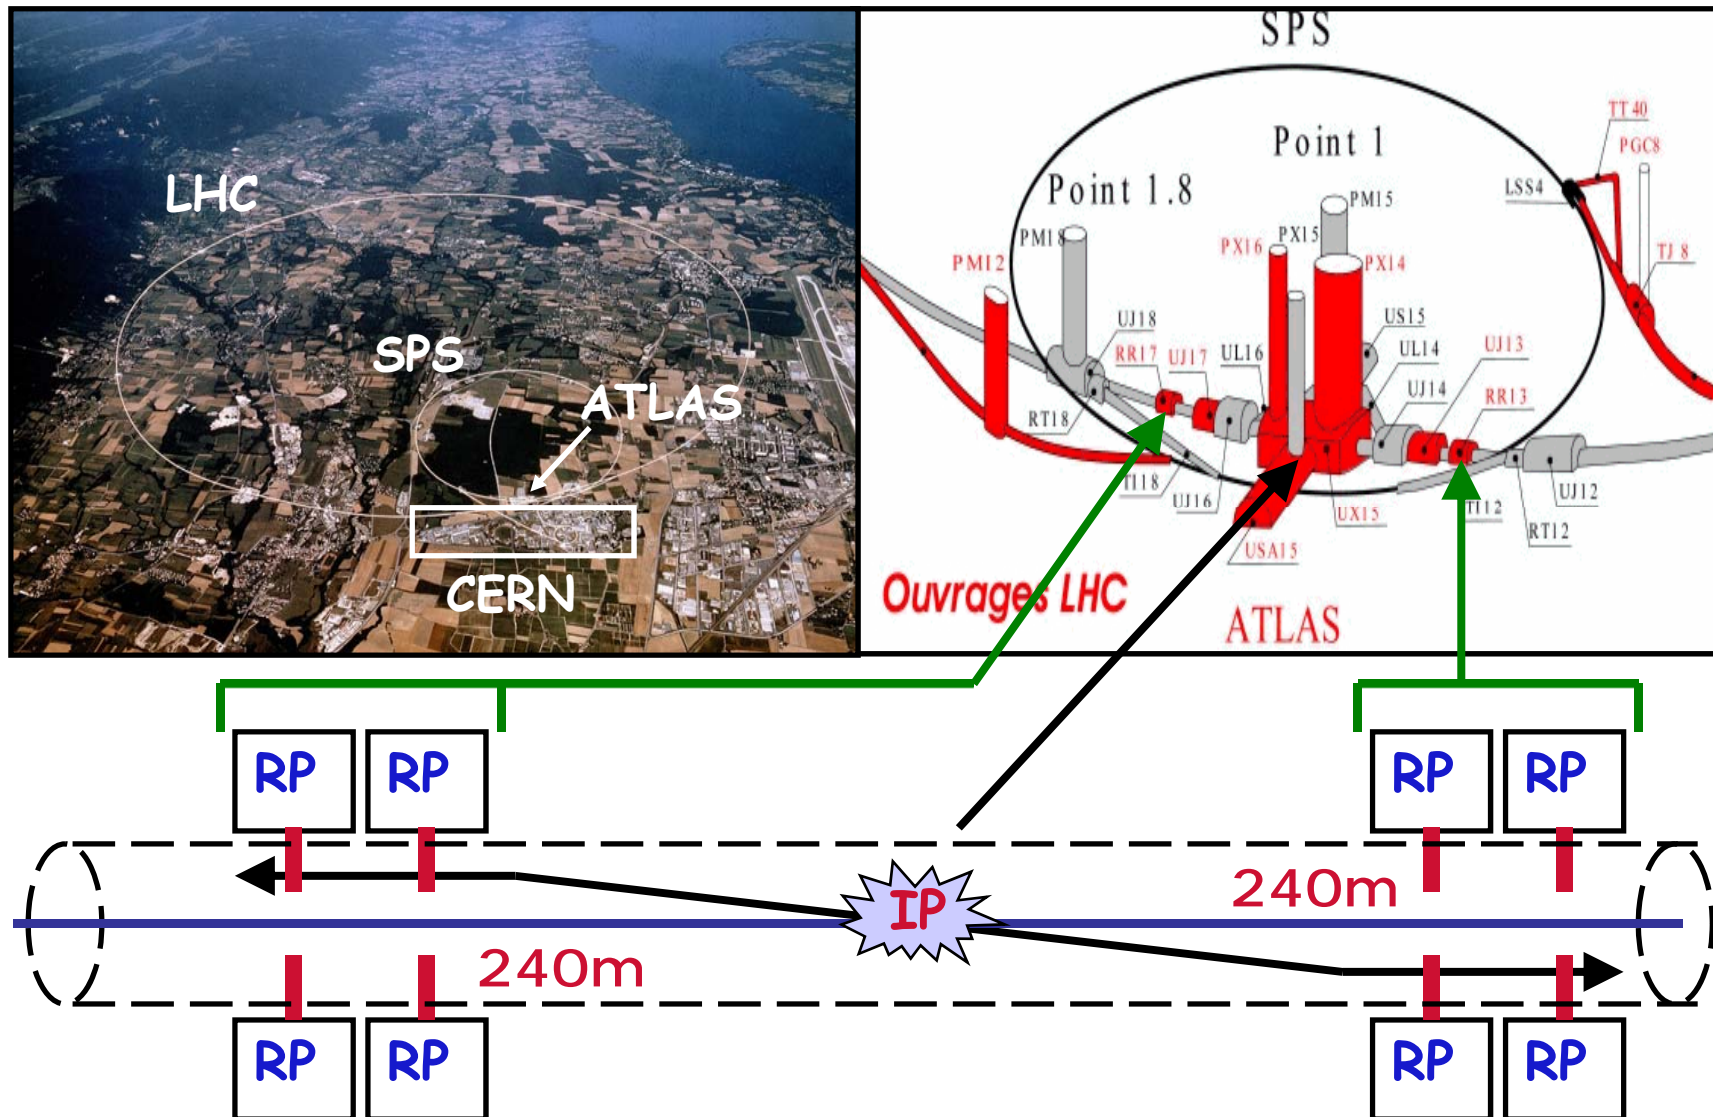 LHC
SPS
ATLAS
CERN
SPS
Point 1
Point 1.8
TT 40
PGC8
LSS4
PM15
PM18
PX15
PX16
PM12
PX14
TJ 8
UJ18
US15
RR17
UJ17
UL16
UL14
UJ13
RT18
UJ14
RR13
TI18
UJ16
UX15
TI12
UJ12
RT12
USA15
Ouvrages LHC
ATLAS
RP RP RP RP
IP
240m
240m
RP RP RP RP